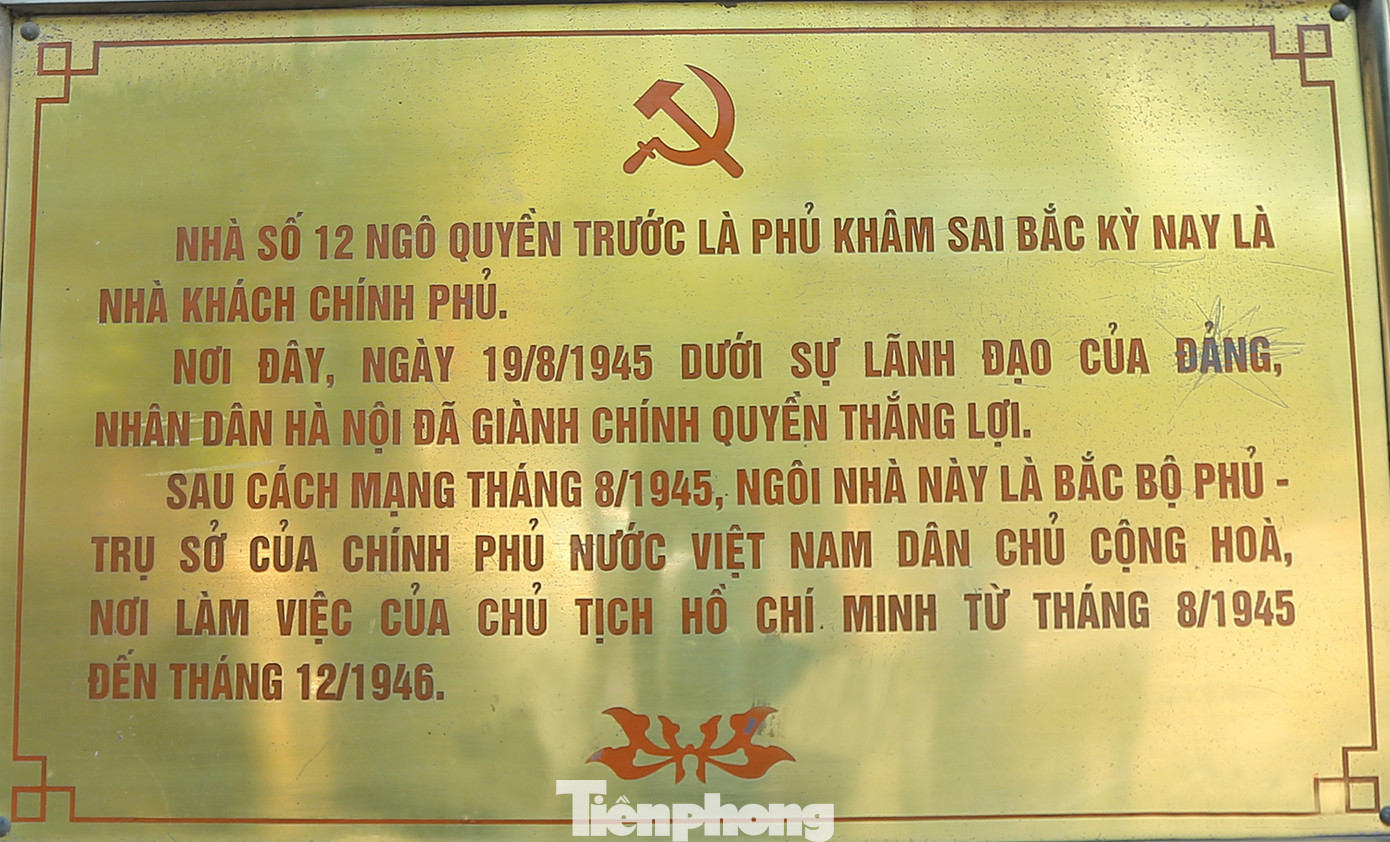 NHÀ SỐ 12 NGÔ QUYỀN TRƯỚC LÀ PHỦ KHÂM SAI BẮC KỲ NAY LÀ
NHÀ KHÁCH CHÍNH PHỦ.
NƠI ĐÂY, NGÀY 19/8/1945 DƯỚI SỰ LÃNH ĐẠO CỦA ĐẢNG,
NHÂN DÂN HÀ NỘI ĐÃ GIÀNH CHÍNH QUYỀN THẮNG LỢI.
SAU CÁCH MẠNG THÁNG 8/1945, NGÔI NHÀ NÀY LÀ BẮC BỘ PHỦ -
TRỤ SỞ CỦA CHÍNH PHỦ NƯỚC VIỆT NAM DÂN CHỦ CỘNG HOÀ,
NƠI LÀM VIỆC CỦA CHỦ TỊCH HỒ CHÍ MINH TỪ THÁNG 8/1945
ĐẾN THÁNG 12/1946.
Tiênphong